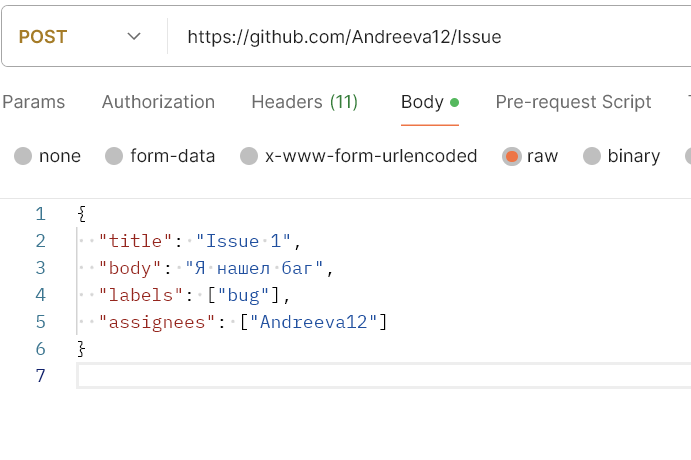 POST https://github.com/Andreeva12/Issue
Params Authorization Headers (11) Body Pre-request Script
none form-data x-www-form-urlencoded raw binary
1 {
2 "title": "Issue 1",
3 "body": "Я нашел баг",
4 "labels": ["bug"],
5 "assignees": ["Andreeva12"]
6 }
7